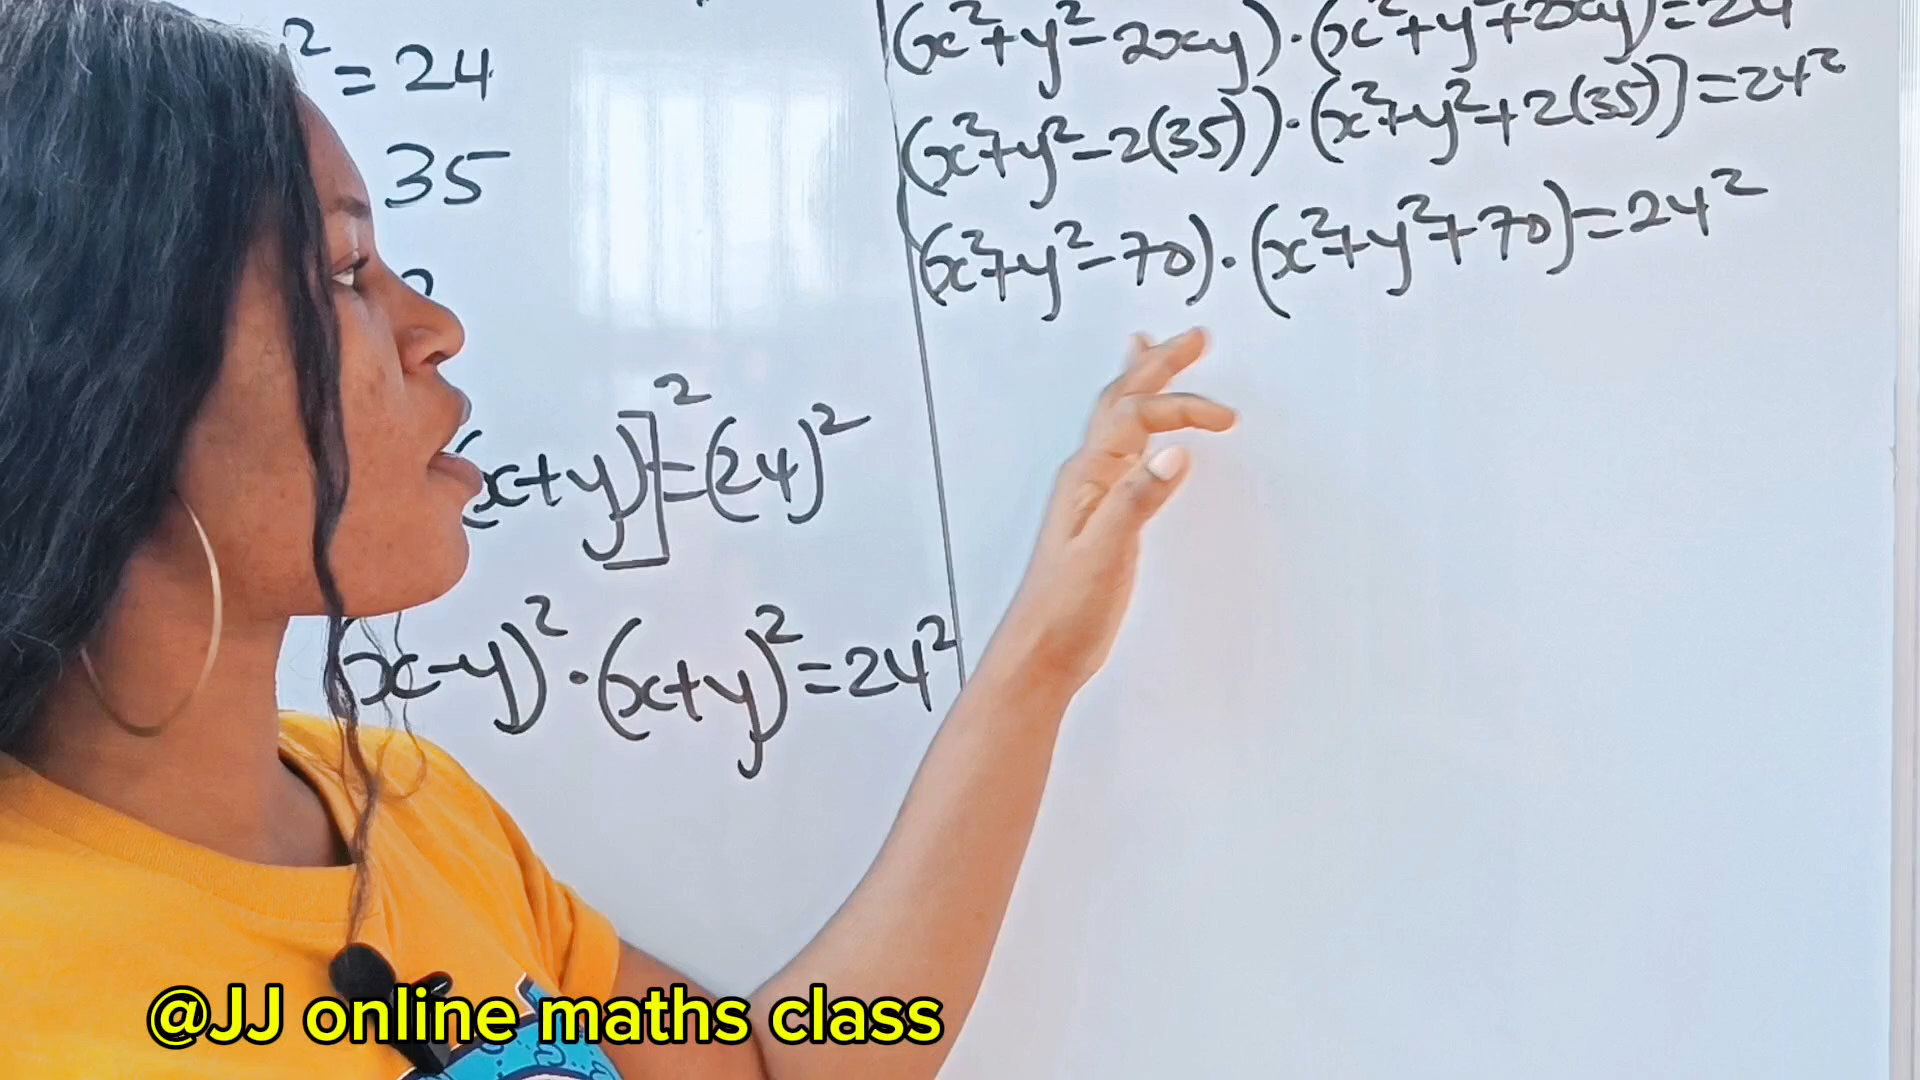 ² = 24
35
(x+y)]² = (24)²
x-y)² · (x+y)² = 24²
(x²+y²-2xy) · (x²+y²+2xy) = 24
(x²+y²-2(35)) · (x²+y²+2(35)] = 24²
(x²+y²-70) · (x²+y²+70) = 24²
@JJ online maths class